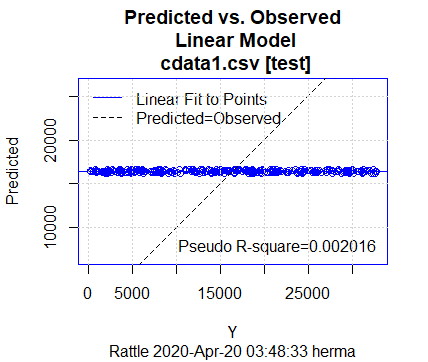 Predicted vs. Observed
Linear Model
cdata1.csv [test]
Linear Fit to Points
Predicted=Observed
Predicted
20000
10000
Pseudo R-square=0.002016
0 5000 15000 25000
Y
Rattle 2020-Apr-20 03:48:33 herma